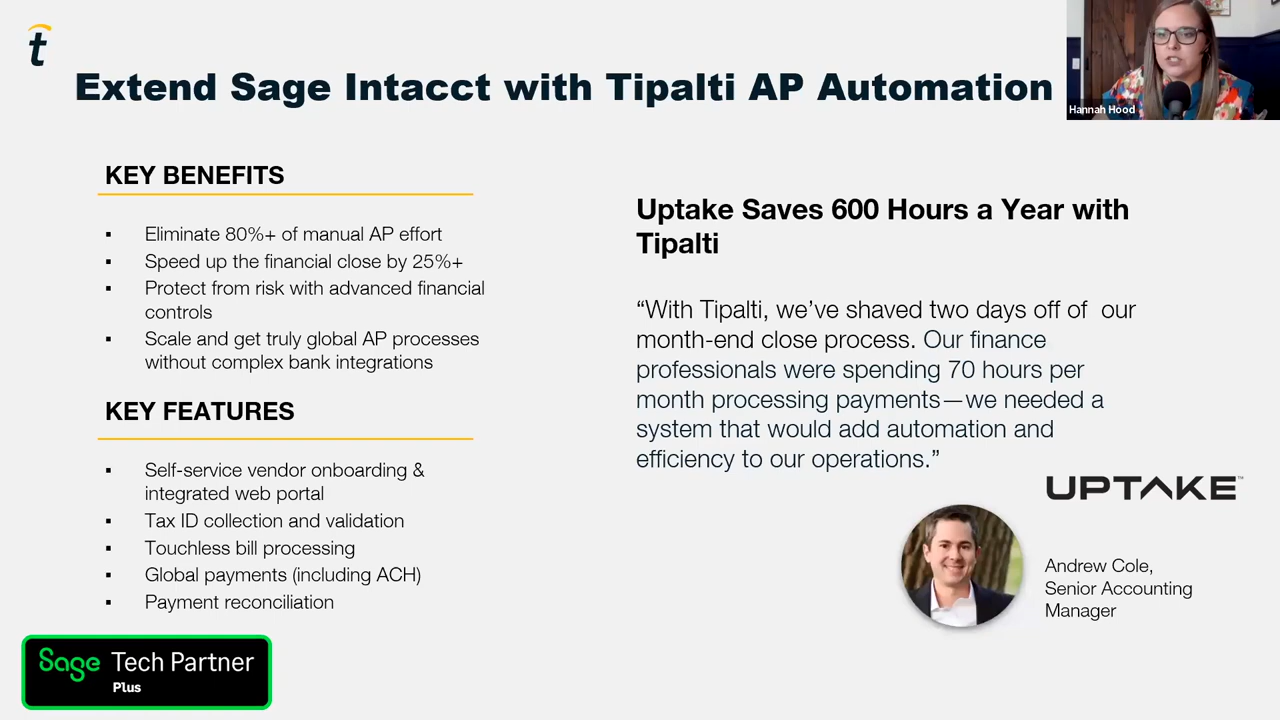 t
Extend Sage Intacct with Tipalti AP Automation
Hannah Hood
KEY BENEFITS
▪ Eliminate 80%+ of manual AP effort
▪ Speed up the financial close by 25%+
▪ Protect from risk with advanced financial
controls
▪ Scale and get truly global AP processes
without complex bank integrations
KEY FEATURES
▪ Self-service vendor onboarding &
integrated web portal
▪ Tax ID collection and validation
▪ Touchless bill processing
▪ Global payments (including ACH)
▪ Payment reconciliation
Sage Tech Partner
Plus
Uptake Saves 600 Hours a Year with
Tipalti
“With Tipalti, we’ve shaved two days off of  our
month-end close process. Our finance
professionals were spending 70 hours per
month processing payments—we needed a
system that would add automation and
efficiency to our operations.”
UPTAKE™
Andrew Cole,
Senior Accounting
Manager